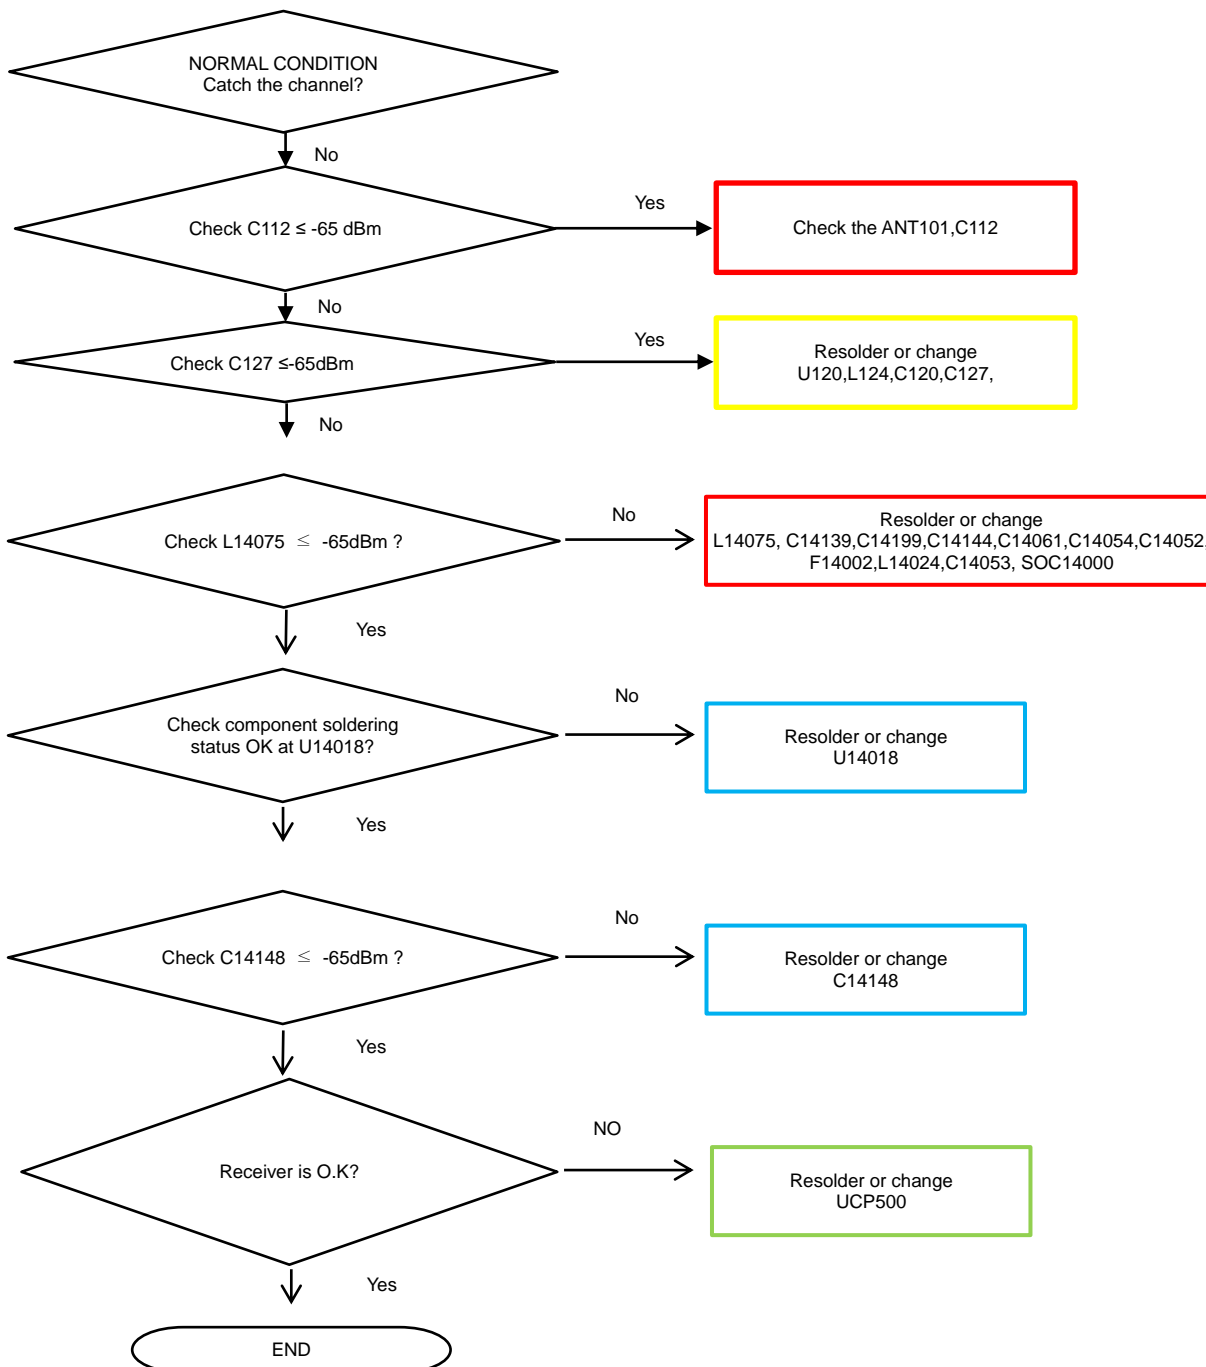 NORMAL CONDITION
Catch the channel?
No
Check C112 ≤ -65 dBm
Yes
Check the ANT101,C112
No
Check C127 ≤-65dBm
Yes
Resolder or change
U120,L124,C120,C127,
No
Check L14075 ≤ -65dBm ?
No
Resolder or change
L14075, C14139,C14199,C14144,C14061,C14054,C14052,
F14002,L14024,C14053, SOC14000
Yes
Check component soldering
status OK at U14018?
No
Resolder or change
U14018
Yes
Check C14148 ≤ -65dBm ?
No
Resolder or change
C14148
Yes
Receiver is O.K?
NO
Resolder or change
UCP500
Yes
END